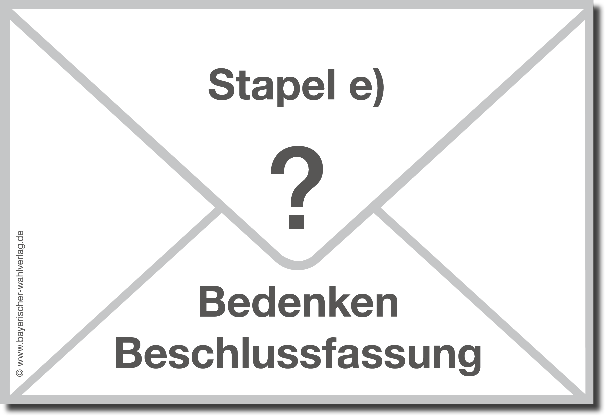 Stapel e)
?
Bedenken
Beschlussfassung
© www.bayerischer-wahlverlag.de